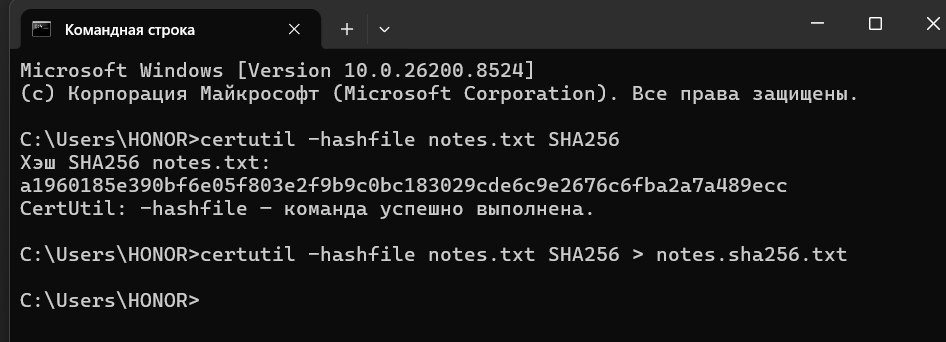 Командная строка
Microsoft Windows [Version 10.0.26200.8524]
(c) Корпорация Майкрософт (Microsoft Corporation). Все права защищены.
C:\Users\HONOR>certutil -hashfile notes.txt SHA256
Хэш SHA256 notes.txt:
a1960185e390bf6e05f803e2f9b9c0bc183029cde6c9e2676c6fba2a7a489ecc
CertUtil: -hashfile — команда успешно выполнена.
C:\Users\HONOR>certutil -hashfile notes.txt SHA256 > notes.sha256.txt
C:\Users\HONOR>